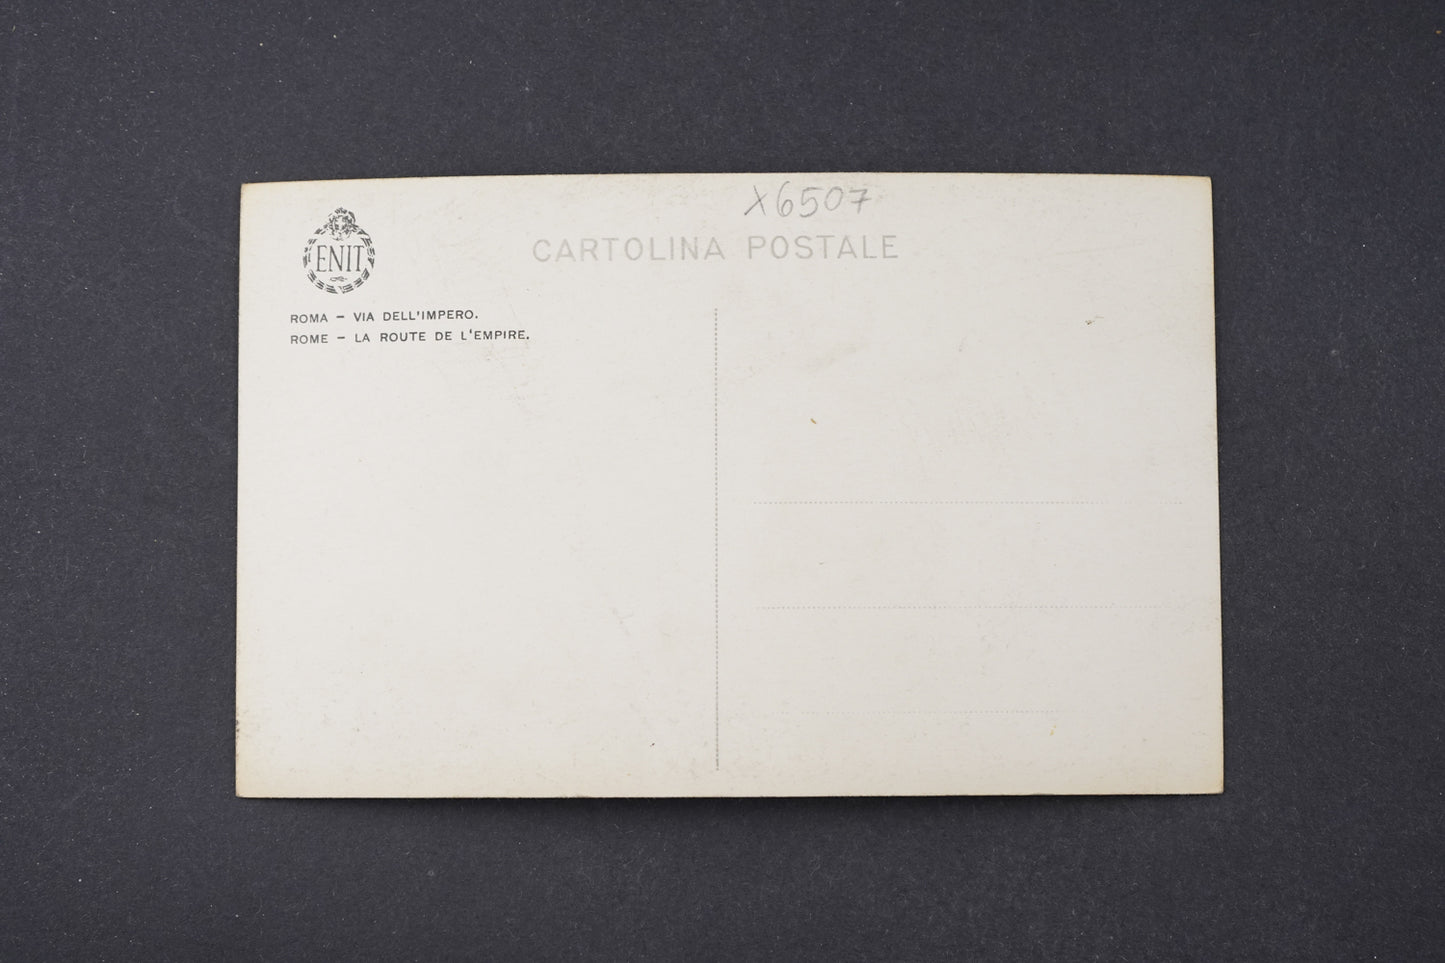 X6507
CARTOLINA POSTALE
ENIT
ROMA – VIA DELL'IMPERO.
ROME – LA ROUTE DE L'EMPIRE.